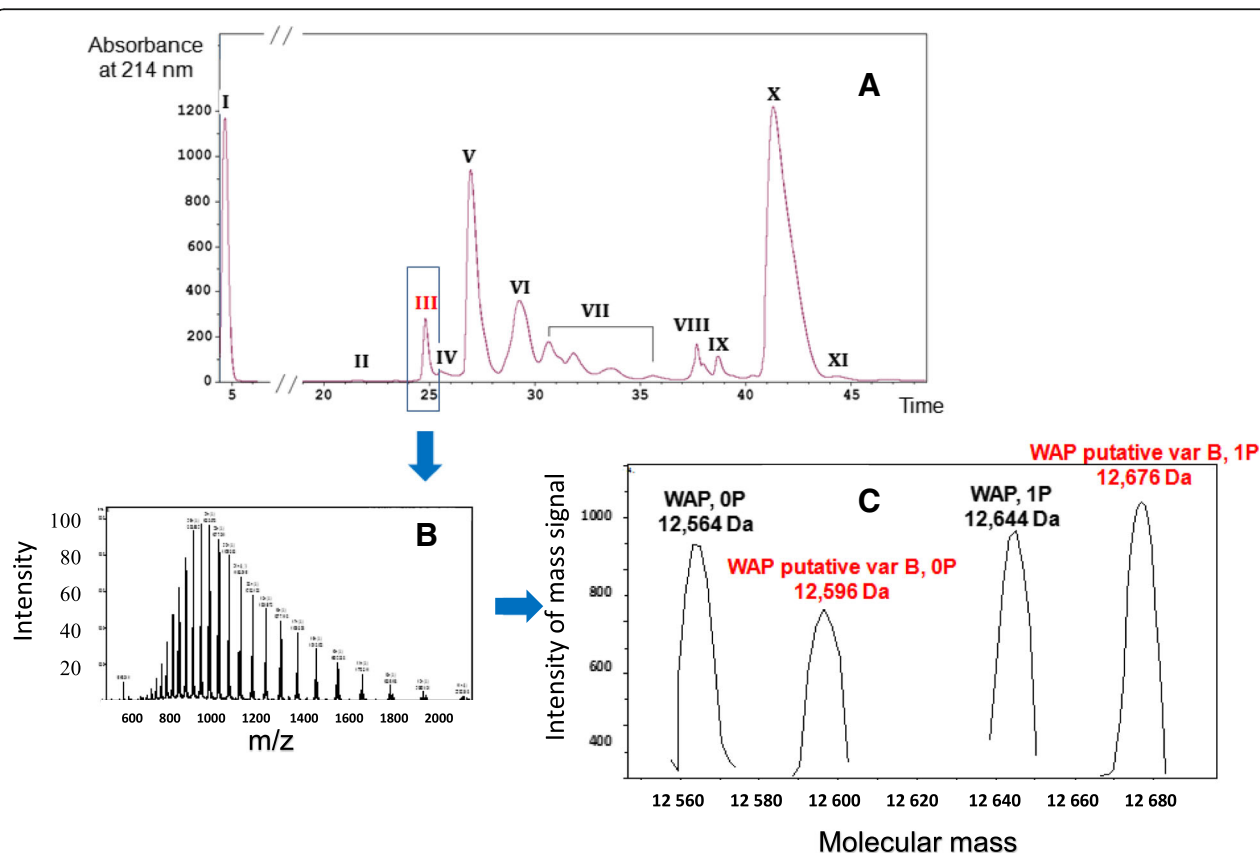 Absorbance
at 214 nm
A
I
II
III
IV
V
VI
VII
VIII
IX
X
XI
1200
1000
800
600
400
200
0
5
20
25
30
35
40
45
Time
B
Intensity
100
80
60
40
20
600
800
1000
1200
1400
1600
1800
2000
m/z
C
Intensity of mass signal
1000
800
600
400
WAP, 0P
12,564 Da
WAP putative var B, 0P
12,596 Da
WAP, 1P
12,644 Da
WAP putative var B, 1P
12,676 Da
12 560
12 580
12 600
12 620
12 640
12 660
12 680
Molecular mass